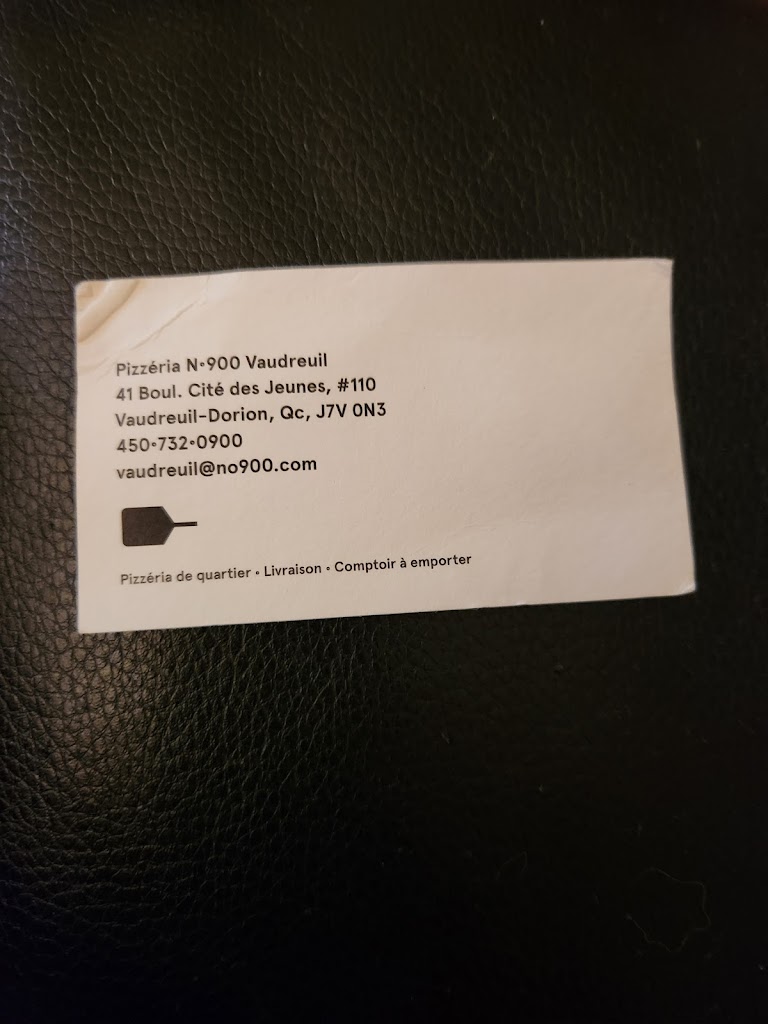 Pizzéria N°900 Vaudreuil
41 Boul. Cité des Jeunes, #110
Vaudreuil-Dorion, Qc, J7V 0N3
450•732•0900
vaudreuil@no900.com
Pizzéria de quartier • Livraison • Comptoir à emporter